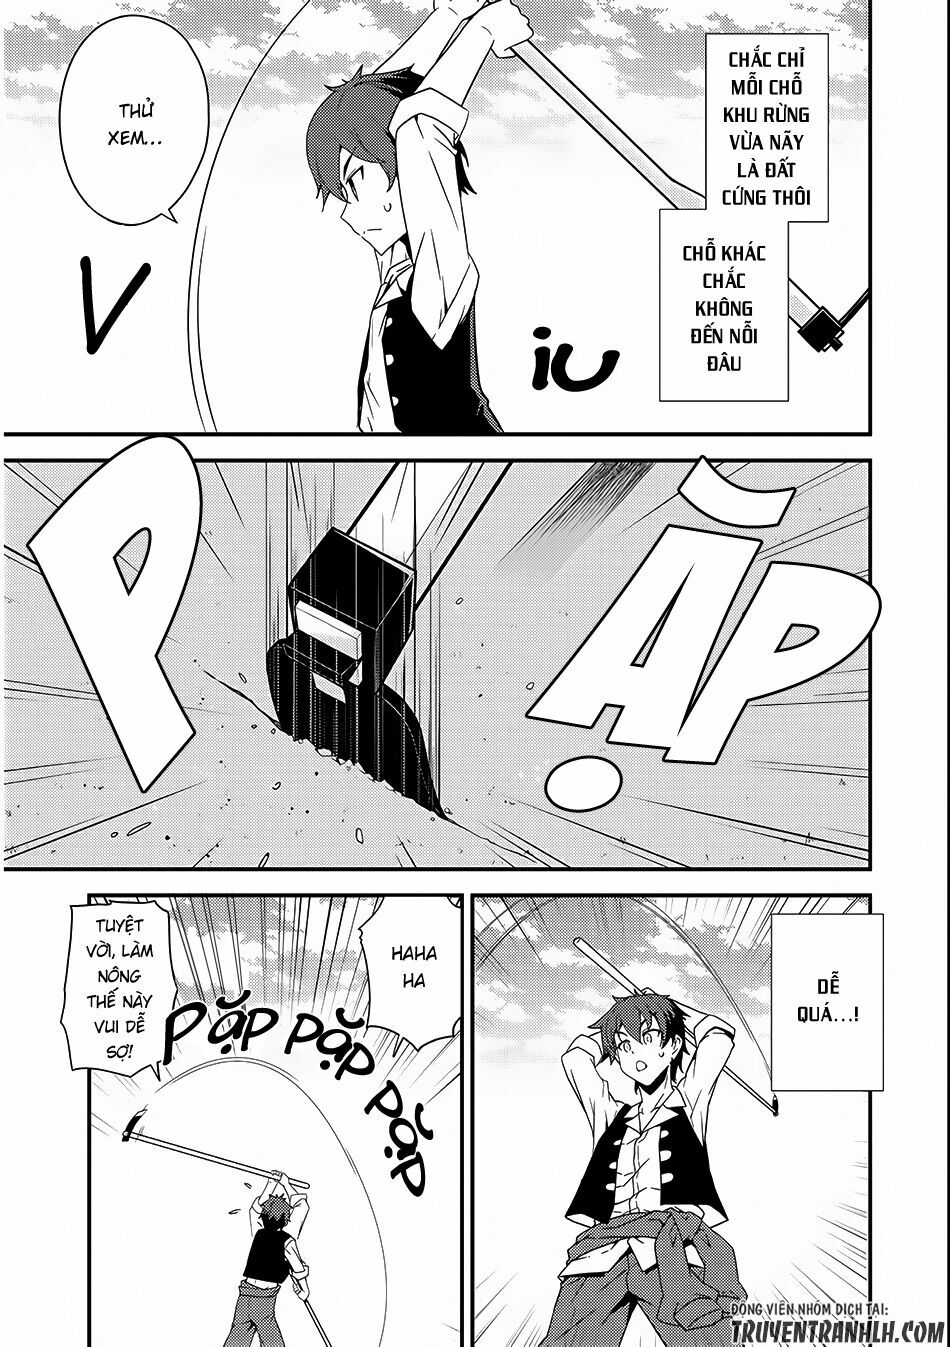 CHẮC CHỈ
MỖI CHỖ
KHU RỪNG
VỪA NÃY
LÀ ĐẤT
CỨNG THÔI
CHỖ KHÁC
CHẮC
KHÔNG
ĐẾN NỖI
ĐÂU
THỬ
XEM...
V
iu
P
ẶP
DỄ
QUÁ...!
HAHA
HA
PẶP PẶP
PẶP
TUYỆT
VỜI, LÀM
NÔNG
THẾ NÀY
VUI DỄ
SỢ!
ĐỘNG VIÊN NHÓM DỊCH TẠI:
TRUYENTRANHLH.COM